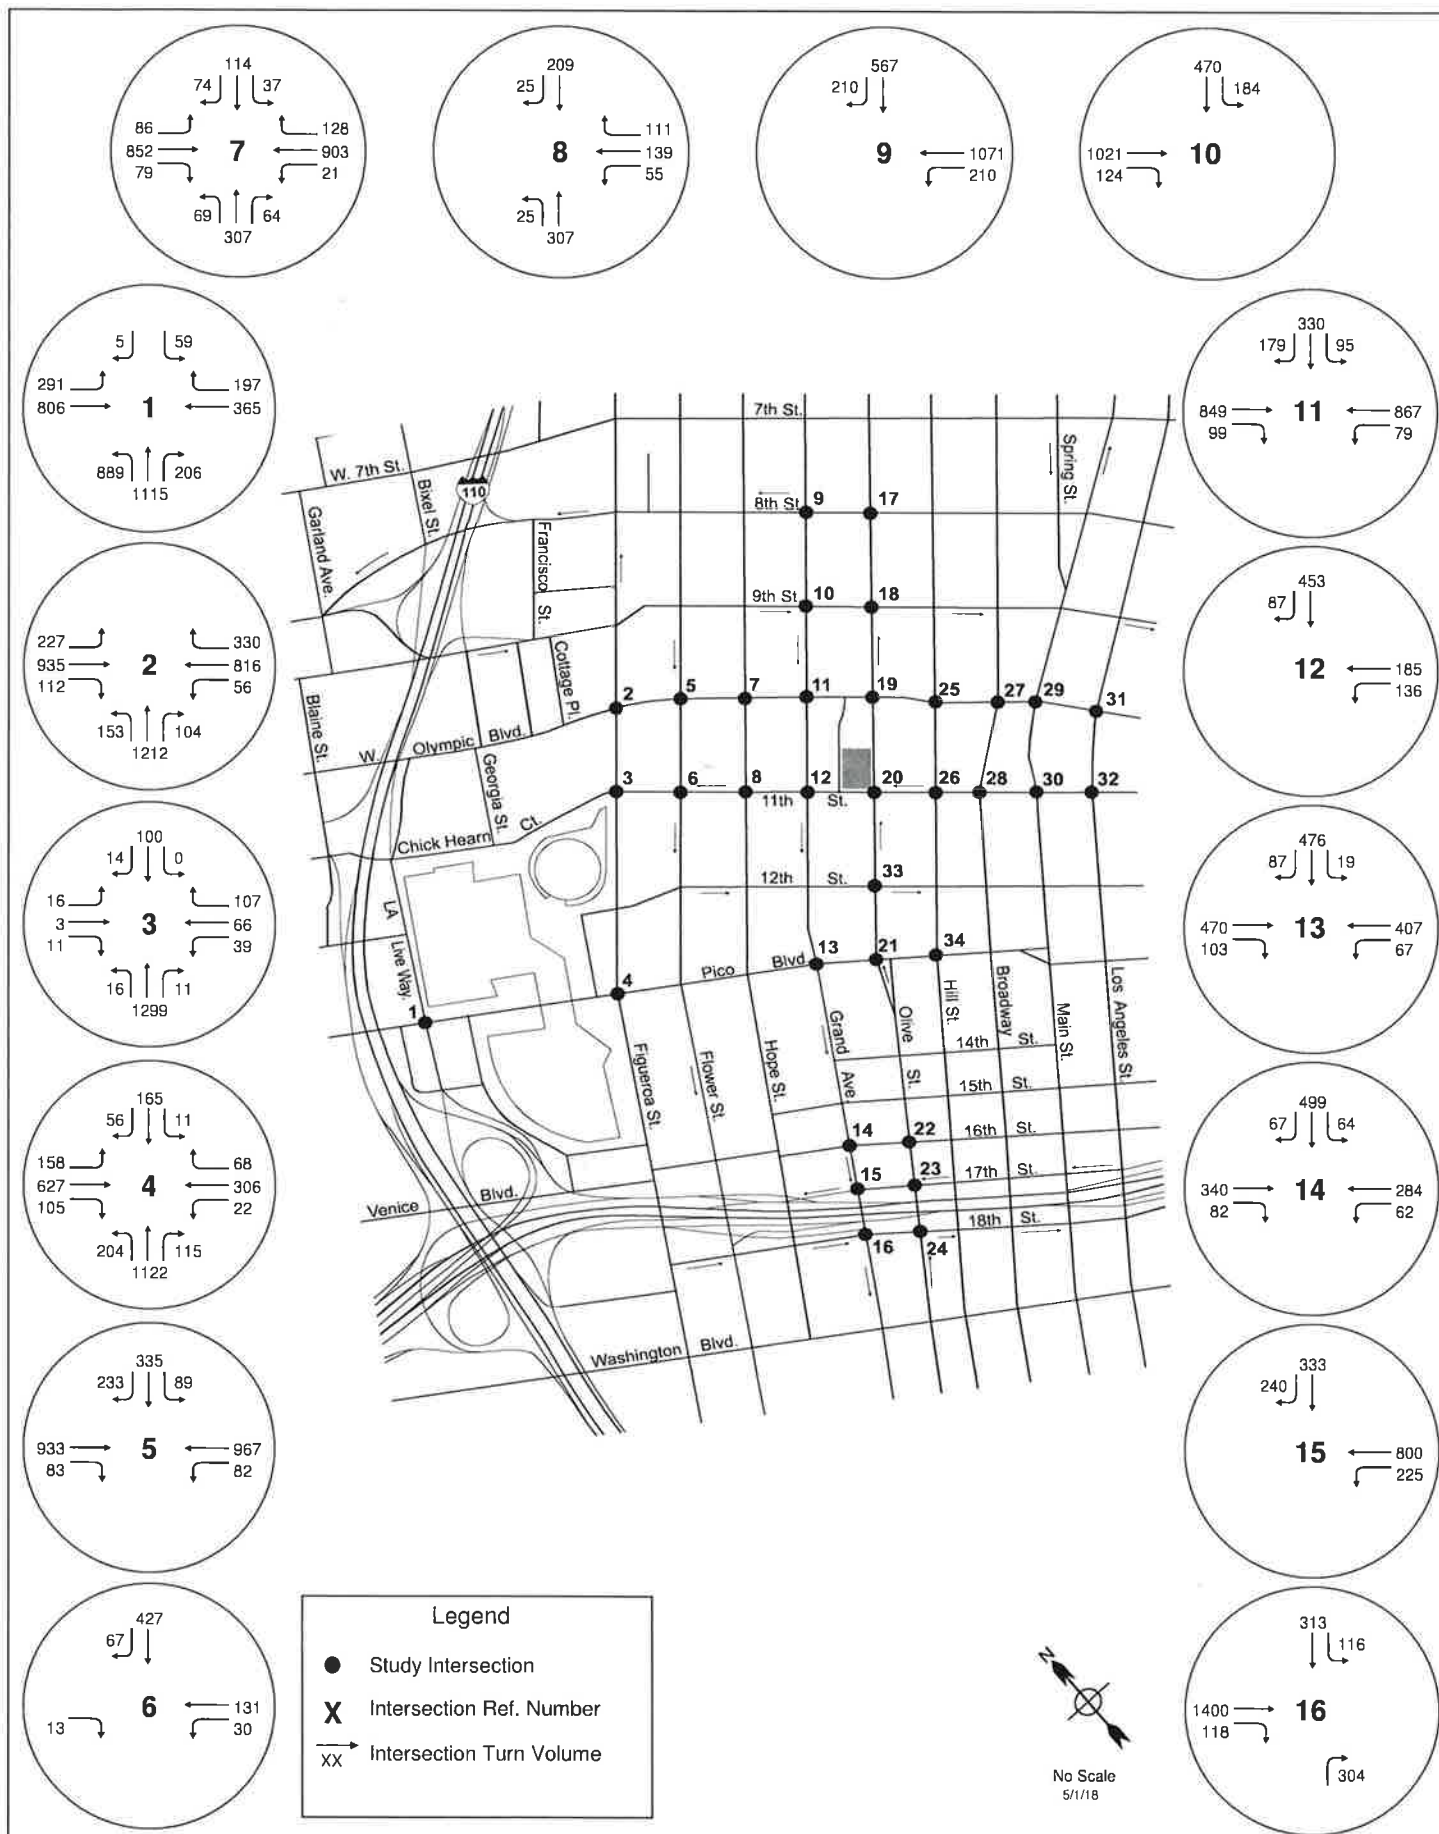 114
74 37
86 128
852 7 903
79 21
69 64
307
209
25
111
8 139
55
25
307
567
210
9 1071
210
470
184
1021 10
124
5 59
291 197
806 1 365
889 206
1115
227 330
935 2 816
112 56
153 104
1212
100
14 0
16 107
3 3 66
11 39
16 11
1299
165
56 11
158 68
627 4 306
105 22
204 115
1122
335
233 89
933 5 967
83 82
427
67
6 131
13 30
330
179 95
849 11 867
99 79
453
87
12 185
136
476
87 19
470 13 407
103 67
499
67 64
340 14 284
82 62
333
240
15 800
225
313
116
1400 16
118
304
7th St.
W. 7th St.
110
Bixel St.
Garland Ave.
Spring St.
8th St.
9 17
Francisco St.
9th St.
10 18
Cottage Pl.
Blaine St.
2 5 7 11 19 25 27 29 31
W. Olympic Blvd.
Georgia St.
3 6 8 12 20 26 28 30 32
11th St.
Chick Hearn Ct.
12th St.
33
LA Live Way.
1 4 13 21 34
Pico Blvd.
Figueroa St.
Flower St.
Hope St.
Grand Ave.
Olive St.
Hill St.
Broadway
Main St.
Los Angeles St.
14th St.
15th St.
14 22
16th St.
15 23
17th St.
Venice Blvd.
16 24
18th St.
Washington Blvd.
Legend
Study Intersection
X Intersection Ref. Number
XX Intersection Turn Volume
N
No Scale
5/1/18